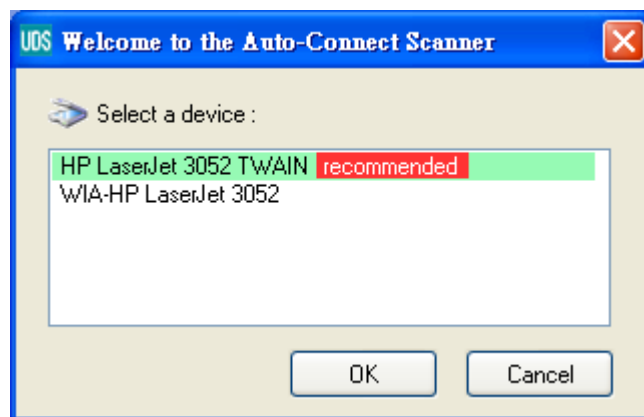 UDS Welcome to the Auto-Connect Scanner
Select a device :
HP LaserJet 3052 TWAIN recommended
WIA-HP LaserJet 3052
OK Cancel